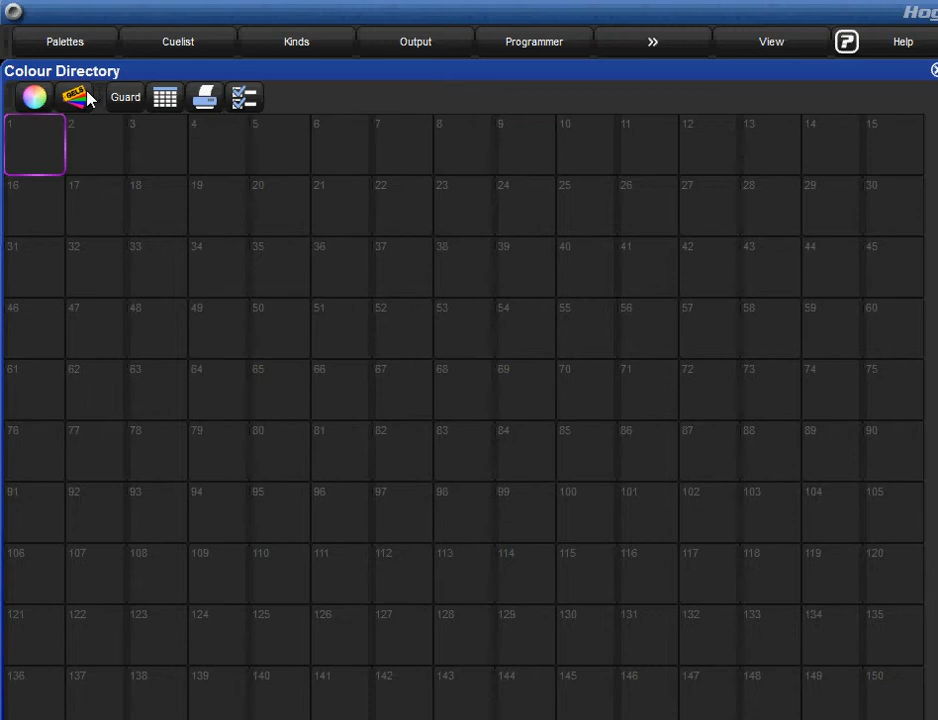 Hog
Palettes Cuelist Kinds Output Programmer » View ? Help
Colour Directory
GELS Guard
1 2 3 4 5 6 7 8 9 10 11 12 13 14 15
16 17 18 19 20 21 22 23 24 25 26 27 28 29 30
31 32 33 34 35 36 37 38 39 40 41 42 43 44 45
46 47 48 49 50 51 52 53 54 55 56 57 58 59 60
61 62 63 64 65 66 67 68 69 70 71 72 73 74 75
76 77 78 79 80 81 82 83 84 85 86 87 88 89 90
91 92 93 94 95 96 97 98 99 100 101 102 103 104 105
106 107 108 109 110 111 112 113 114 115 116 117 118 119 120
121 122 123 124 125 126 127 128 129 130 131 132 133 134 135
136 137 138 139 140 141 142 143 144 145 146 147 148 149 150